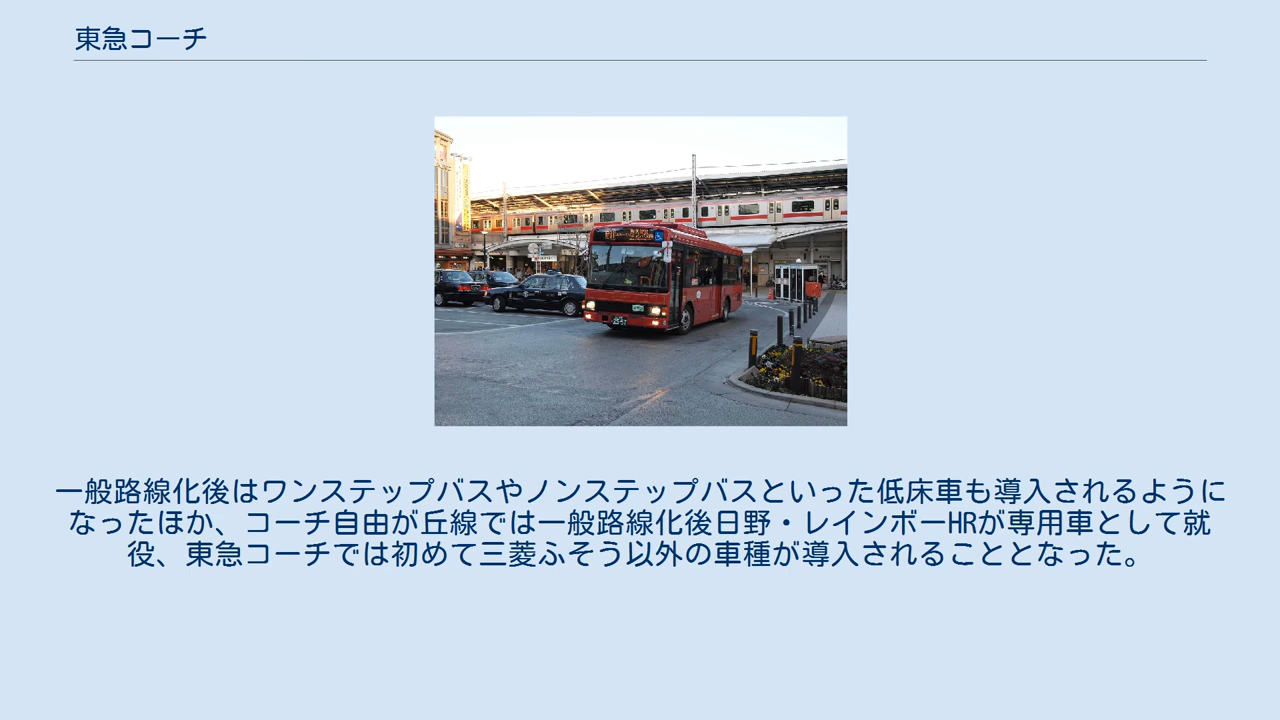 東急コーチ
一般路線化後はワンステップバスやノンステップバスといった低床車も導入されるように
なったほか、コーチ自由が丘線では一般路線化後日野・レインボーHRが専用車として就
役、東急コーチでは初めて三菱ふそう以外の車種が導入されることとなった。